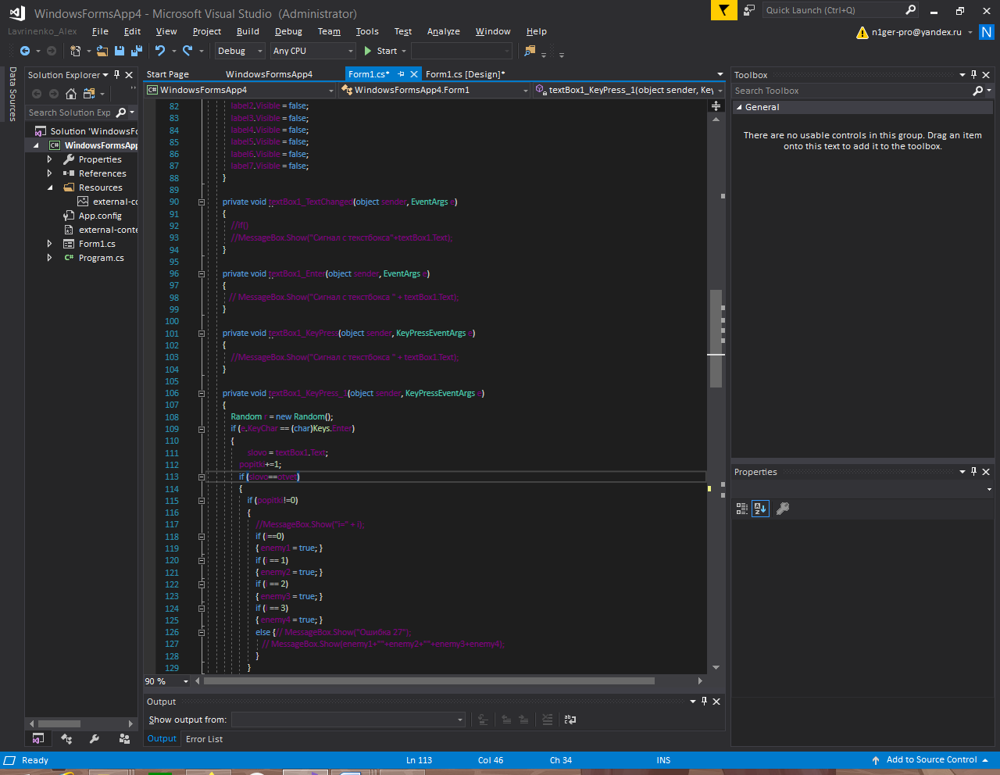 WindowsFormsApp4 - Microsoft Visual Studio (Administrator)
Quick Launch (Ctrl+Q)
Lavrinenko_Alex File Edit View Project Build Debug Team Tools Test Analyze Window Help
n1ger-pro@yandex.ru N
Debug Any CPU Start
Data Sources
Solution Explorer
Search Solution Exp
Solution 'WindowsFo
C# WindowsFormsApp
Properties
References
Resources
external-co
App.config
external-conte
Form1.cs
C# Program.cs
Start Page WindowsFormsApp4 Form1.cs* Form1.cs [Design]*
C# WindowsFormsApp4 WindowsFormsApp4.Form1 textBox1_KeyPress_1(object sender, Key
82 label2.Visible = false;
83 label3.Visible = false;
84 label4.Visible = false;
85 label5.Visible = false;
86 label6.Visible = false;
87 label7.Visible = false;
88 }
89
90 private void textBox1_TextChanged(object sender, EventArgs e)
91 {
92 //if()
93 //MessageBox.Show("Сигнал с текстбокса"+textBox1.Text);
94 }
95
96 private void textBox1_Enter(object sender, EventArgs e)
97 {
98 // MessageBox.Show("Сигнал с текстбокса " + textBox1.Text);
99 }
100
101 private void textBox1_KeyPress(object sender, KeyPressEventArgs e)
102 {
103 //MessageBox.Show("Сигнал с текстбокса " + textBox1.Text);
104 }
105
106 private void textBox1_KeyPress_1(object sender, KeyPressEventArgs e)
107 {
108 Random r = new Random();
109 if (e.KeyChar == (char)Keys.Enter)
110 {
111 slovo = textBox1.Text;
112 popitki+=1;
113 if (slovo==otvet)
114 {
115 if (popitki!=0)
116 {
117 //MessageBox.Show("i=" + i);
118 if (i==0)
119 { enemy1 = true; }
120 if (i == 1)
121 { enemy2 = true; }
122 if (i == 2)
123 { enemy3 = true; }
124 if (i == 3)
125 { enemy4 = true; }
126 else {// MessageBox.Show("Ошибка 27");
127 // MessageBox.Show(enemy1+""+enemy2+""+enemy3+enemy4);
128 }
129 }
90 %
Output
Show output from:
Output Error List
Toolbox
Search Toolbox
General
There are no usable controls in this group. Drag an item
onto this text to add it to the toolbox.
Properties
Ready Ln 113 Col 46 Ch 34 INS Add to Source Control